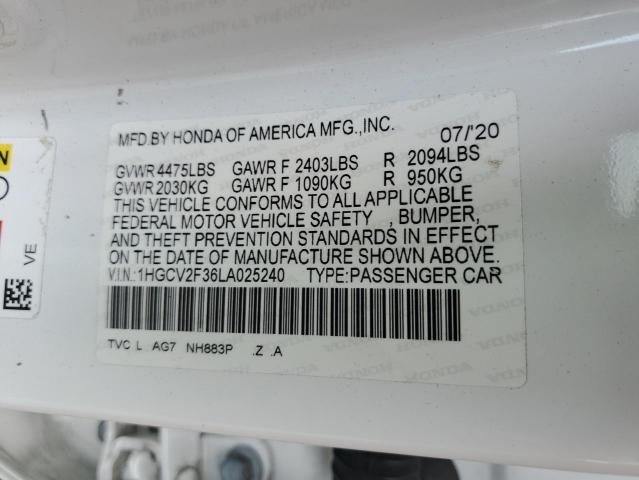 MFD.BY HONDA OF AMERICA MFG.,INC. 07/'20
GVWR 4475LBS GAWR F 2403LBS R 2094LBS
GVWR 2030KG GAWR F 1090KG R 950KG
THIS VEHICLE CONFORMS TO ALL APPLICABLE
FEDERAL MOTOR VEHICLE SAFETY , BUMPER,
AND THEFT PREVENTION STANDARDS IN EFFECT
ON THE DATE OF MANUFACTURE SHOWN ABOVE.
V.I.N.: 1HGCV2F36LA025240 TYPE:PASSENGER CAR
TVC L AG7 NH883P .Z .A
VE